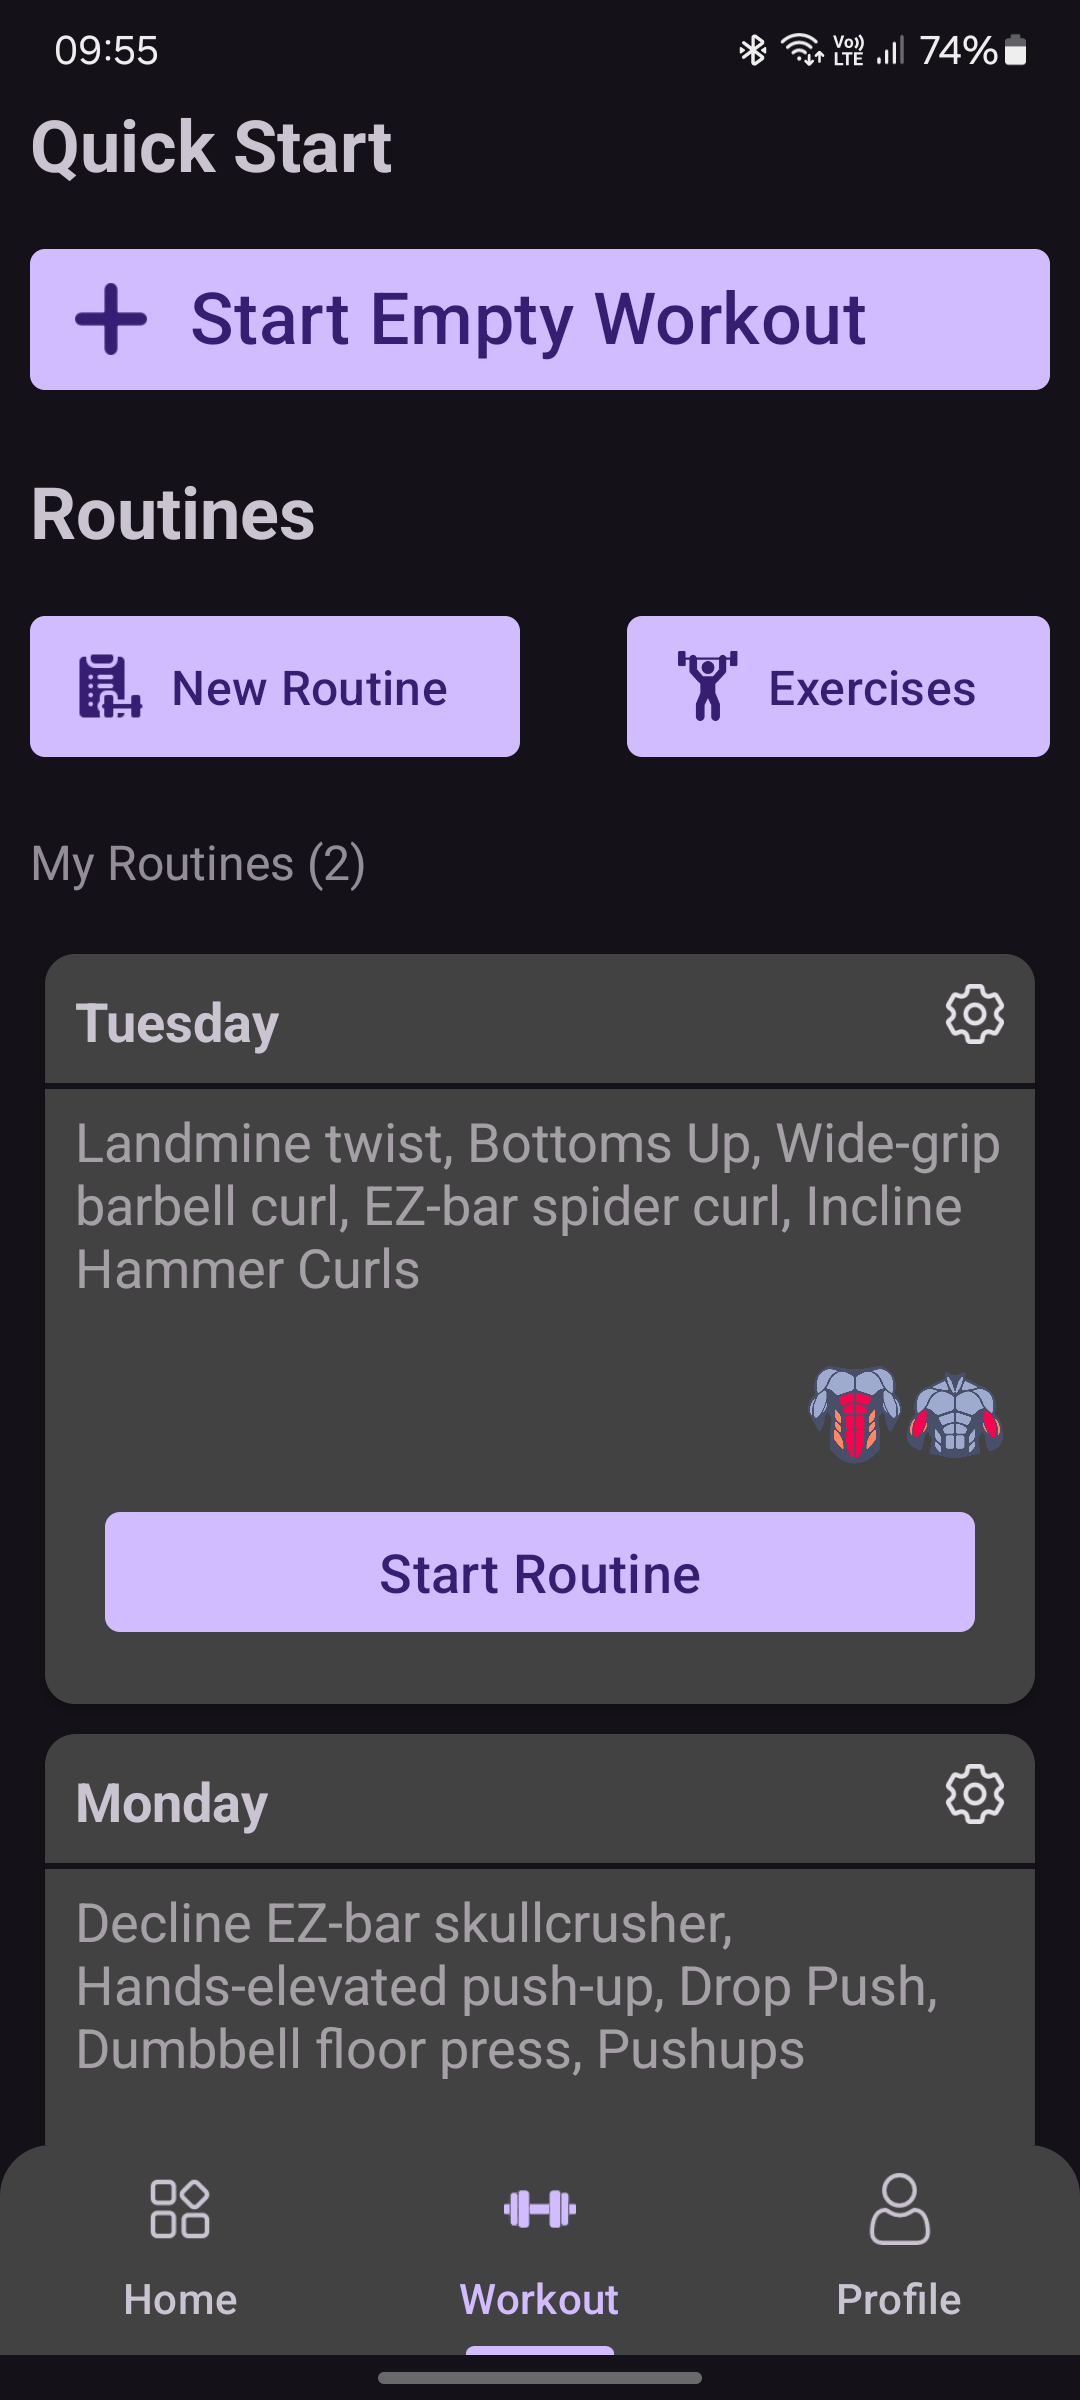 09:55
Vo)) LTE 74%
Quick Start
Start Empty Workout
Routines
New Routine
Exercises
My Routines (2)
Tuesday
Landmine twist, Bottoms Up, Wide-grip
barbell curl, EZ-bar spider curl, Incline
Hammer Curls
Start Routine
Monday
Decline EZ-bar skullcrusher,
Hands-elevated push-up, Drop Push,
Dumbbell floor press, Pushups
Home
Workout
Profile